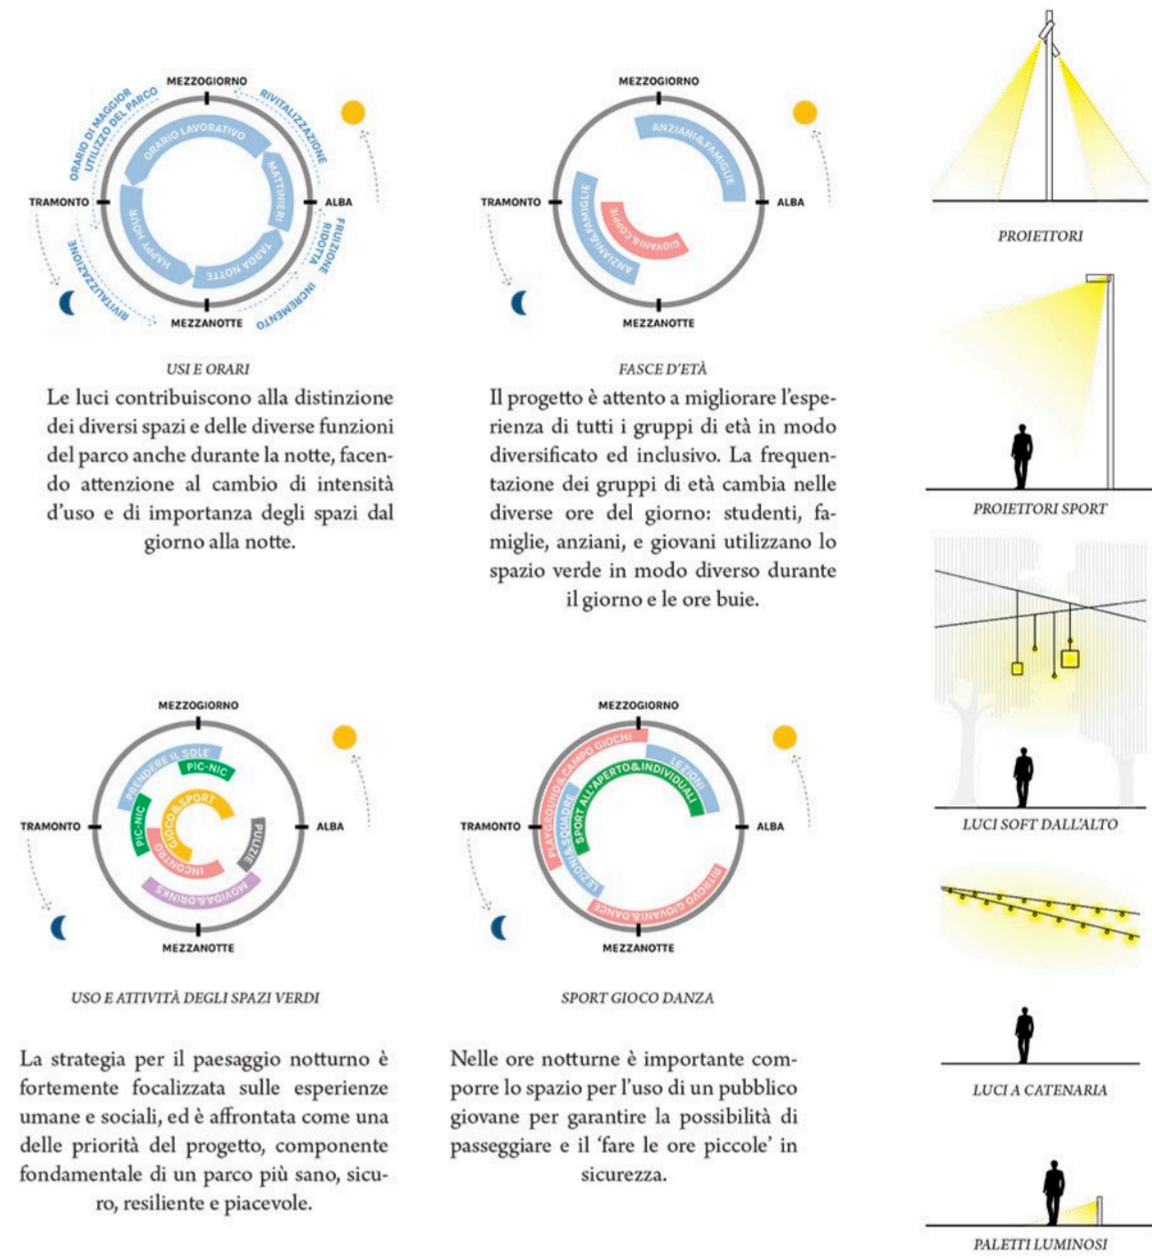 MEZZOGIORNO
ORARIO DI MAGGIOR
UTILIZZO DEL PARCO
RIVITALIZZAZIONE
ORARIO LAVORATIVO
MATTINIERI
TRAMONTO
ALBA
HAPPY HOUR
TARDA NOTTE
FRUIZIONE
RIDOTTA
RIVITALIZZAZIONE
INCREMENTO
MEZZANOTTE
USI E ORARI
Le luci contribuiscono alla distinzione
dei diversi spazi e delle diverse funzioni
del parco anche durante la notte, facen-
do attenzione al cambio di intensità
d'uso e di importanza degli spazi dal
giorno alla notte.
MEZZOGIORNO
ANZIANI&FAMIGLIE
TRAMONTO
ALBA
ANZIANI&FAMIGLIE
GIOVANI&COPPIE
MEZZANOTTE
FASCE D'ETÀ
Il progetto è attento a migliorare l'espe-
rienza di tutti i gruppi di età in modo
diversificato ed inclusivo. La frequen-
tazione dei gruppi di età cambia nelle
diverse ore del giorno: studenti, fa-
miglie, anziani, e giovani utilizzano lo
spazio verde in modo diverso durante
il giorno e le ore buie.
MEZZOGIORNO
PRENDERE IL SOLE
PIC-NIC
GIOCO&SPORT
PIC-NIC
TRAMONTO
ALBA
PULIZIE
INCONTRO
MOVIDA&DRINKS
MEZZANOTTE
USO E ATTIVITÀ DEGLI SPAZI VERDI
La strategia per il paesaggio notturno è
fortemente focalizzata sulle esperienze
umane e sociali, ed è affrontata come una
delle priorità del progetto, componente
fondamentale di un parco più sano, sicu-
ro, resiliente e piacevole.
MEZZOGIORNO
PLAYGROUND&CAMPO GIOCHI
LEZIONI
SPORT ALL'APERTO&INDIVIDUALI
LEZIONI&SQUADRE
TRAMONTO
ALBA
RITROVO GIOVANI&DANCE
MEZZANOTTE
SPORT GIOCO DANZA
Nelle ore notturne è importante com-
porre lo spazio per l'uso di un pubblico
giovane per garantire la possibilità di
passeggiare e il 'fare le ore piccole' in
sicurezza.
PROIETTORI
PROIETTORI SPORT
LUCI SOFT DALL'ALTO
LUCI A CATENARIA
PALETTI LUMINOSI